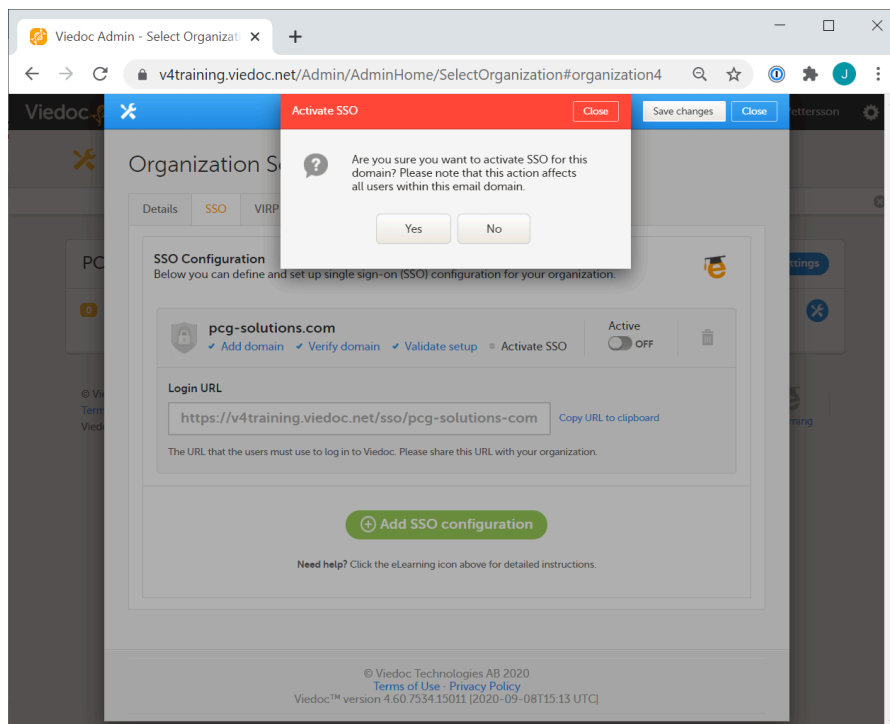 Viedoc Admin - Select Organizati
v4training.viedoc.net/Admin/AdminHome/SelectOrganization#organization4
J
Viedoc
Activate SSO
Close
Save changes
Close
Pettersson
Are you sure you want to activate SSO for this
domain? Please note that this action affects
all users within this email domain.
Yes
No
Organization S
Details
SSO
VIRP
PC
ttings
0
SSO Configuration
Below you can define and set up single sign-on (SSO) configuration for your organization.
pcg-solutions.com
Add domain
Verify domain
Validate setup
Activate SSO
Active
OFF
Login URL
https://v4training.viedoc.net/sso/pcg-solutions-com
Copy URL to clipboard
The URL that the users must use to log in to Viedoc. Please share this URL with your organization.
© Vie
Term
Viedo
rning
Add SSO configuration
Need help? Click the eLearning icon above for detailed instructions.
© Viedoc Technologies AB 2020
Terms of Use · Privacy Policy
Viedoc™ version 4.60.7534.15011 [2020-09-08T15:13 UTC]